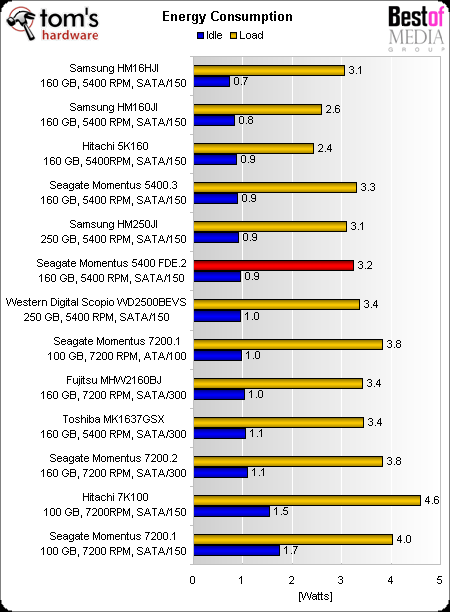 tom's
hardware
Energy Consumption
Best of
MEDIA
GROUP
Idle Load
Samsung HM16HJI
160 GB, 5400 RPM, SATA/150
3.1
0.7
Samsung HM160JI
160 GB, 5400 RPM, SATA/150
2.6
0.8
Hitachi 5K160
160 GB, 5400RPM, SATA/150
2.4
0.9
Seagate Momentus 5400.3
160 GB, 5400 RPM, SATA/150
3.3
0.9
Samsung HM250JI
250 GB, 5400 RPM, SATA/150
3.1
0.9
Seagate Momentus 5400 FDE.2
160 GB, 5400 RPM, SATA/150
3.2
0.9
Western Digital Scopio WD2500BEVS
250 GB, 5400 RPM, SATA/150
3.4
1.0
Seagate Momentus 7200.1
100 GB, 7200 RPM, ATA/100
3.8
1.0
Fujitsu MHW2160BJ
160 GB, 7200 RPM, SATA/300
3.4
1.0
Toshiba MK1637GSX
160 GB, 5400 RPM, SATA/300
3.4
1.1
Seagate Momentus 7200.2
160 GB, 7200 RPM, SATA/300
3.8
1.1
Hitachi 7K100
100 GB, 7200RPM, SATA/150
4.6
1.5
Seagate Momentus 7200.1
100 GB, 7200 RPM, SATA/150
4.0
1.7
0 1 2 3 4 5
[Watts]